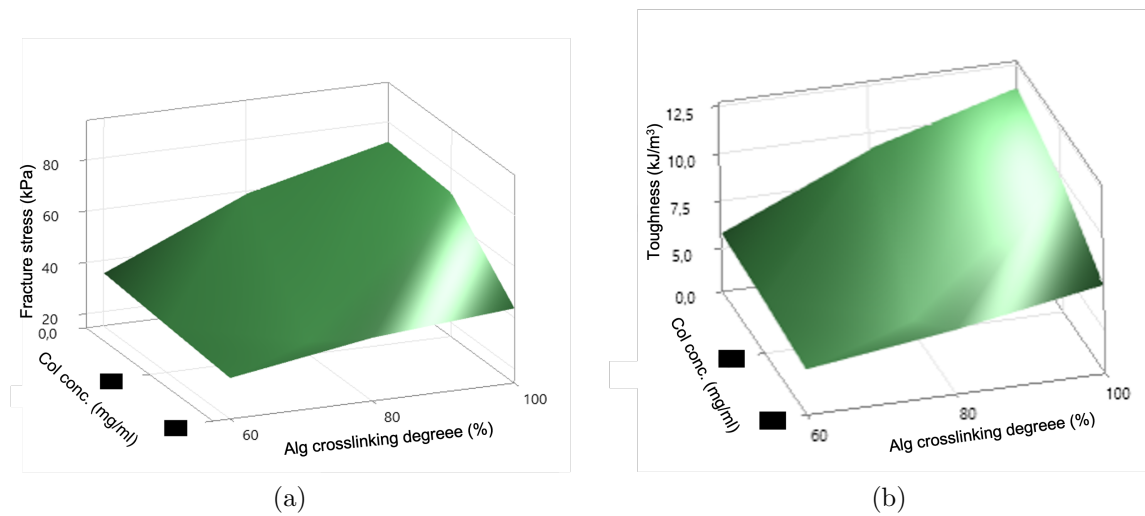 80
60
40
20
0,0
Fracture stress (kPa)
Col conc. (mg/ml)
60
80
100
Alg crosslinking degreee (%)
(a)
12,5
10,0
7,5
5,0
0,0
Toughness (kJ/m³)
Col conc. (mg/ml)
60
80
100
Alg crosslinking degreee (%)
(b)